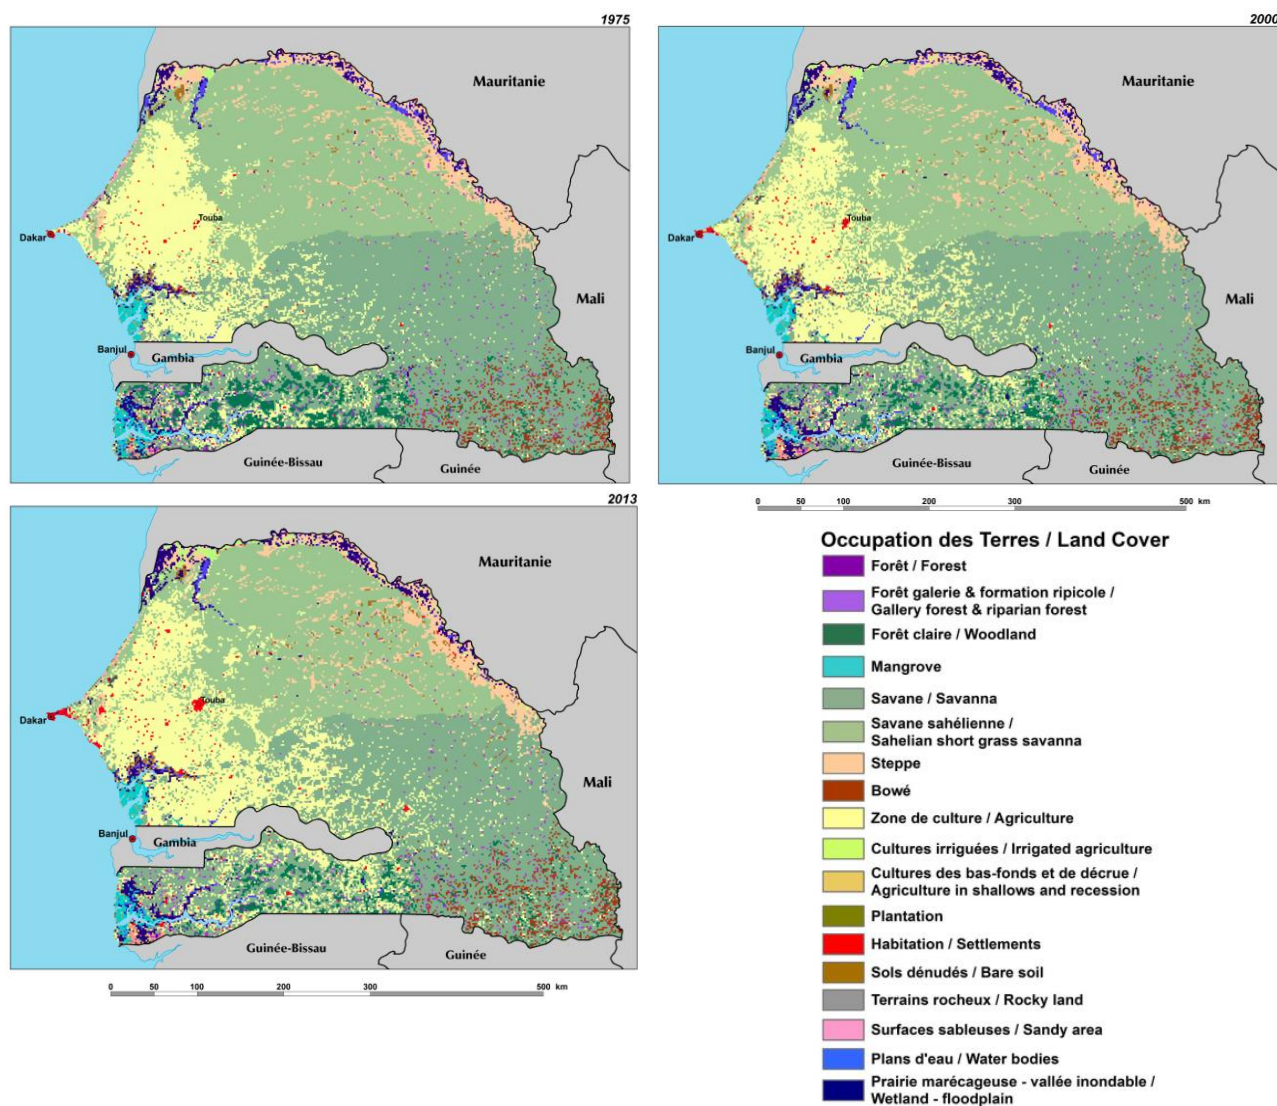 1975
Mauritanie
Touba
Dakar
Mali
Banjul
Gambia
Guinée-Bissau
Guinée
2000
Mauritanie
Touba
Dakar
Mali
Banjul
Gambia
Guinée-Bissau
Guinée
0 50 100 200 300 500 km
2013
Mauritanie
Touba
Dakar
Mali
Banjul
Gambia
Guinée-Bissau
Guinée
0 50 100 200 300 500 km
Occupation des Terres / Land Cover
Forêt / Forest
Forêt galerie & formation ripicole /
Gallery forest & riparian forest
Forêt claire / Woodland
Mangrove
Savane / Savanna
Savane sahélienne /
Sahelian short grass savanna
Steppe
Bowé
Zone de culture / Agriculture
Cultures irriguées / Irrigated agriculture
Cultures des bas-fonds et de décrue /
Agriculture in shallows and recession
Plantation
Habitation / Settlements
Sols dénudés / Bare soil
Terrains rocheux / Rocky land
Surfaces sableuses / Sandy area
Plans d'eau / Water bodies
Prairie marécageuse - vallée inondable /
Wetland - floodplain